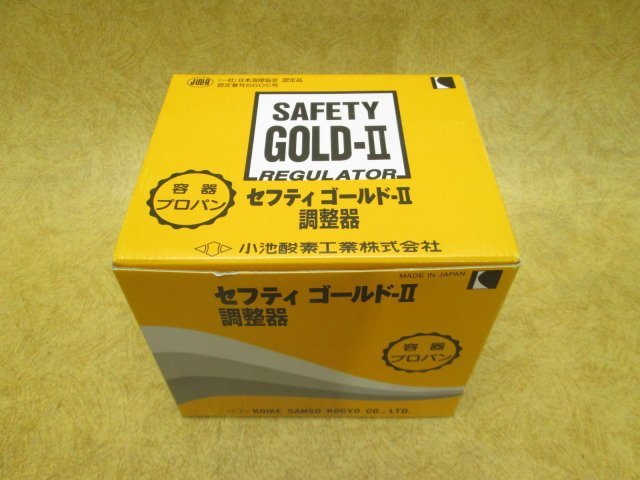 (一社)日本溶接協会 認定品
認定番号8605号
SAFETY
GOLD-II
REGULATOR
容器
プロパン
セフティ ゴールド-II
調整器
小池酸素工業株式会社
MADE IN JAPAN
セフティ ゴールド-II
調整器
容器
プロパン
KOIKE SANSO KOGYO CO., LTD.